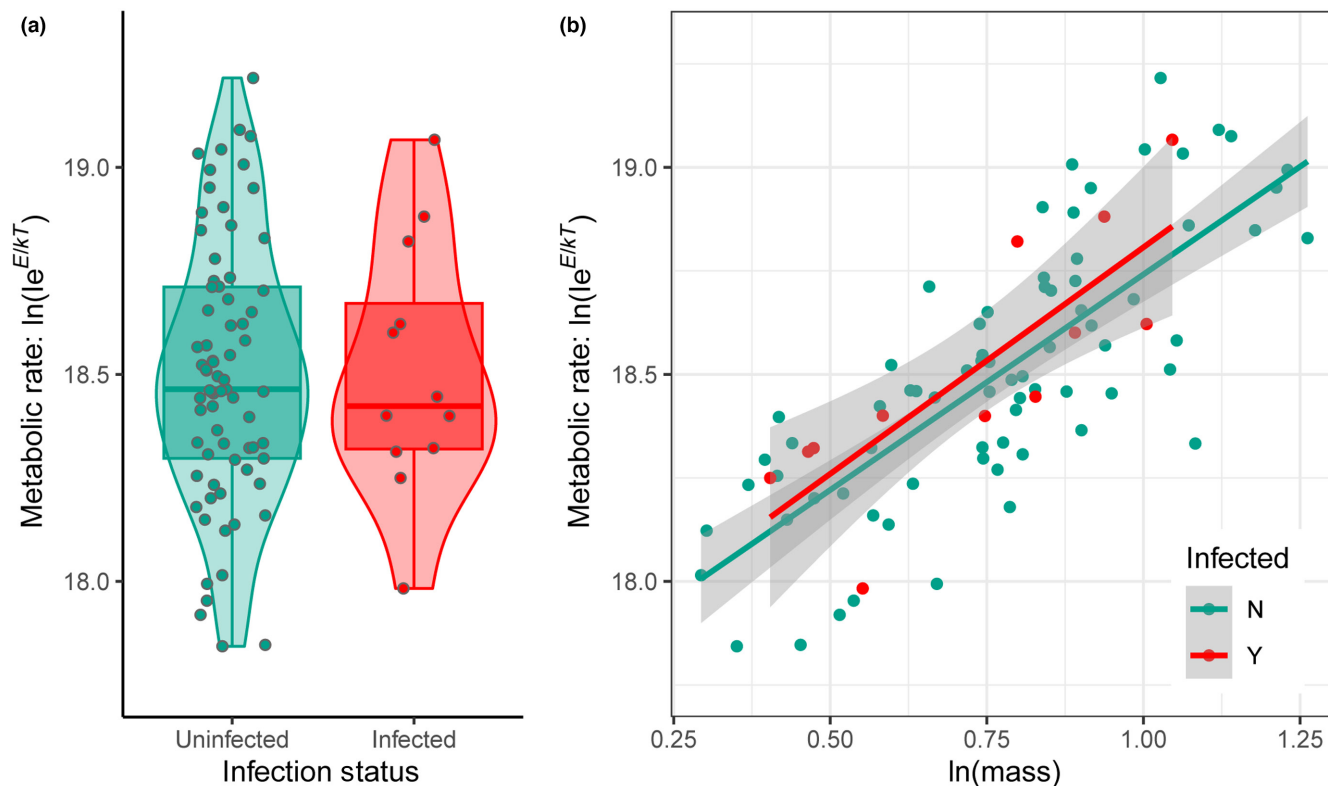 (a)
Metabolic rate: ln(Ie^E/kT)
19.0
18.5
18.0
Uninfected
Infected
Infection status
(b)
Metabolic rate: ln(Ie^E/kT)
19.0
18.5
18.0
Infected
N
Y
0.25
0.50
0.75
1.00
1.25
ln(mass)